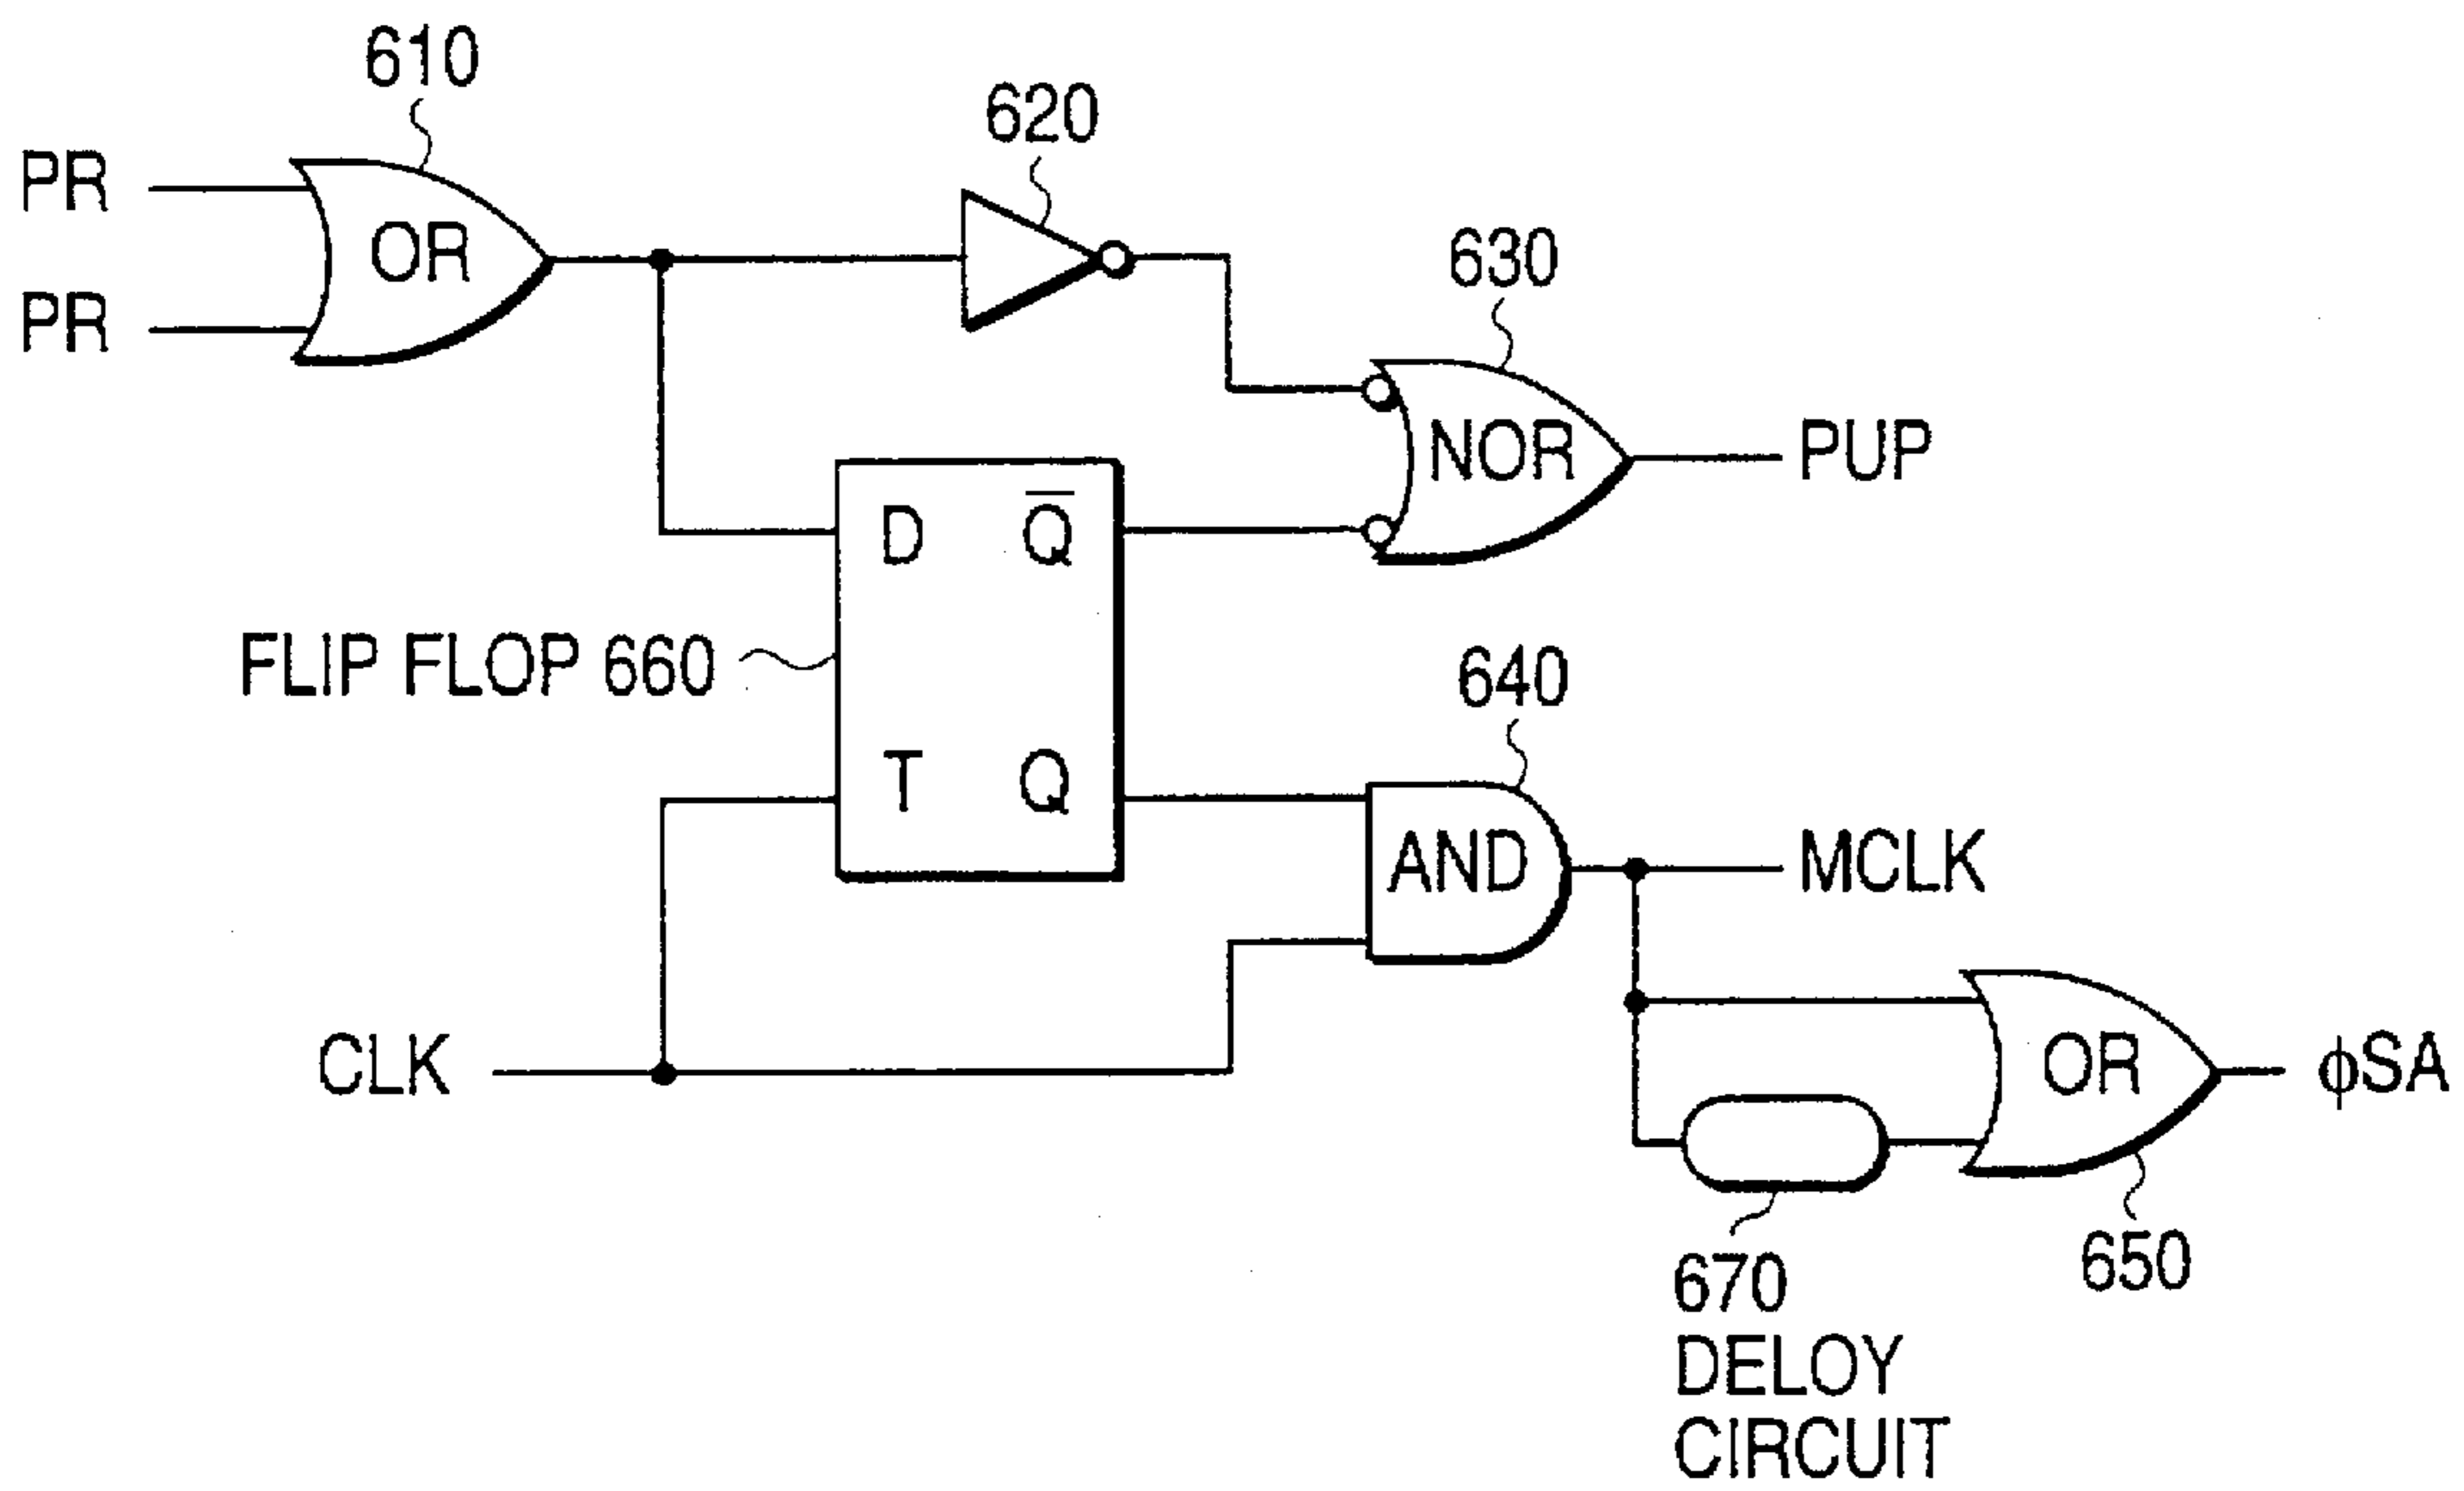 610
PR
OR
PR
620
630
NOR
PUP
D Q̅
FLIP FLOP 660
T Q
640
AND
MCLK
CLK
OR
ϕSA
650
670
DELOY
CIRCUIT